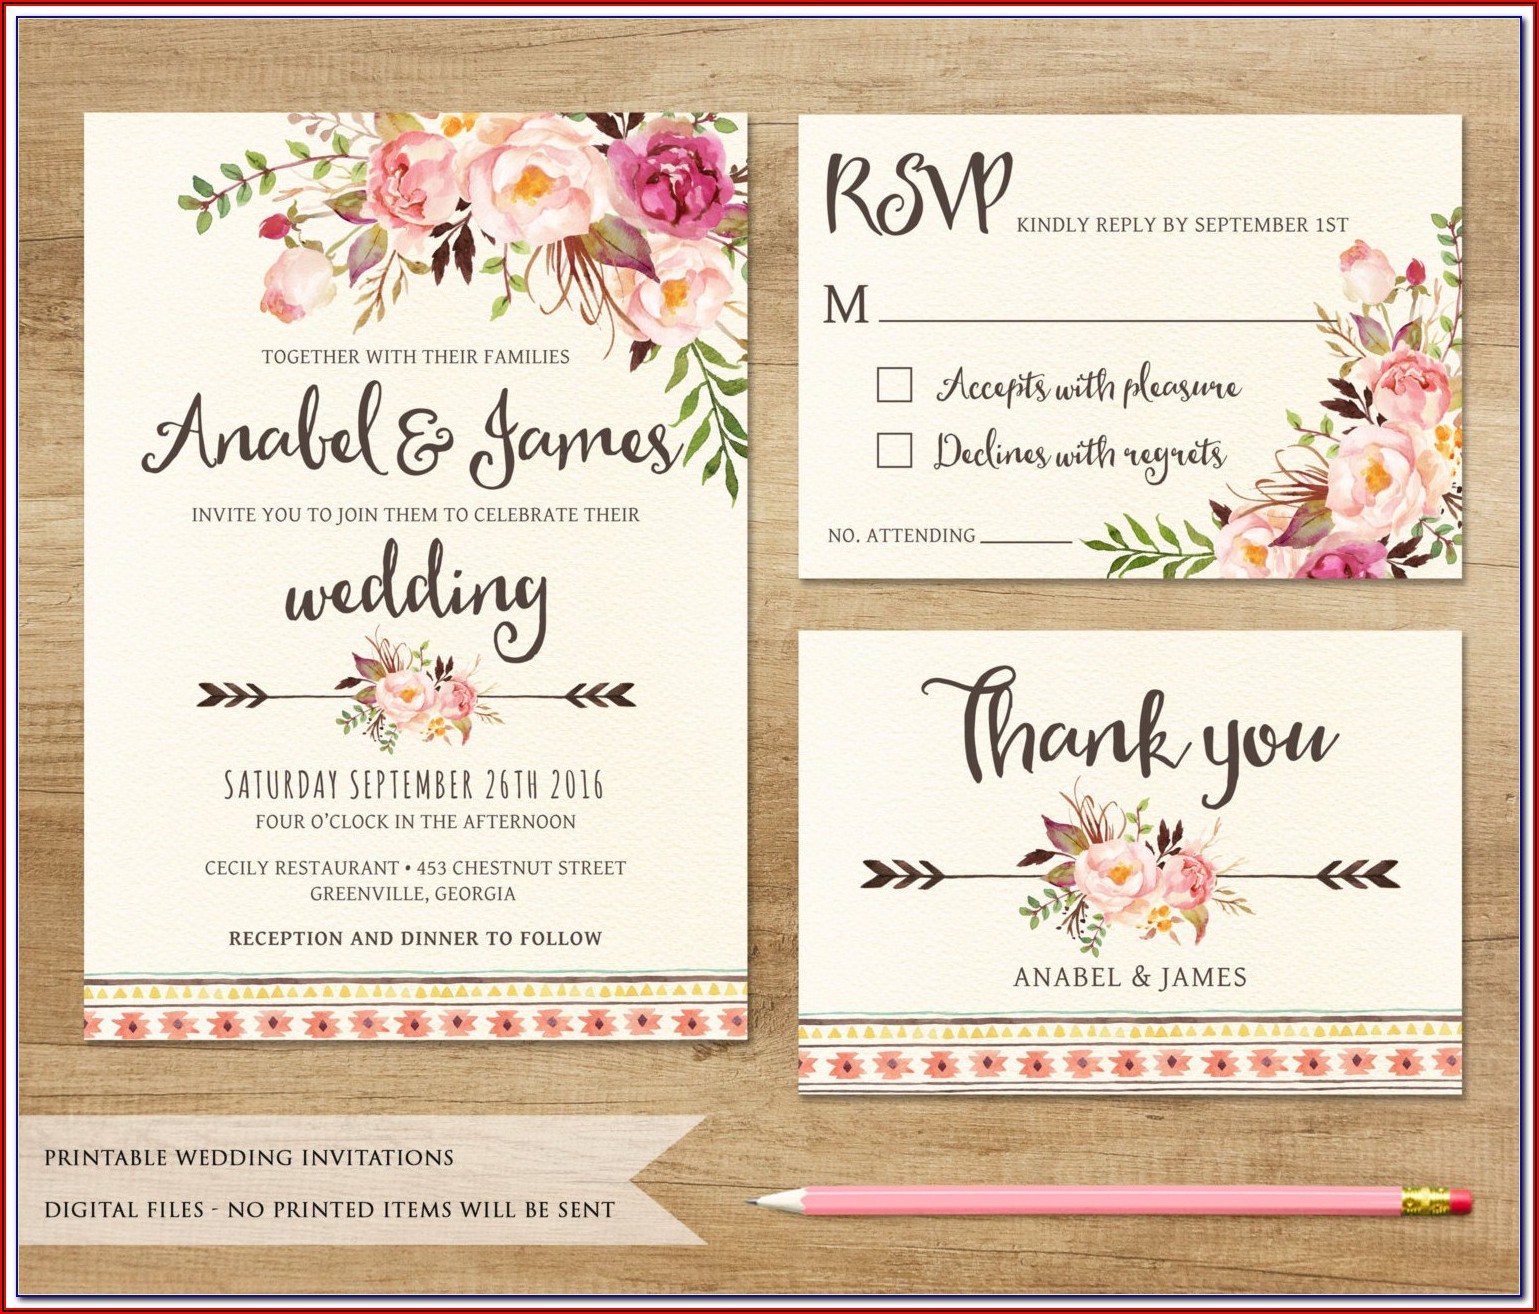 TOGETHER WITH THEIR FAMILIES
Anabel & James
INVITE YOU TO JOIN THEM TO CELEBRATE THEIR
wedding
SATURDAY SEPTEMBER 26TH 2016
FOUR O'CLOCK IN THE AFTERNOON
CECILY RESTAURANT • 453 CHESTNUT STREET
GREENVILLE, GEORGIA
RECEPTION AND DINNER TO FOLLOW
RSVP KINDLY REPLY BY SEPTEMBER 1ST
M
Accepts with pleasure
Declines with regrets
NO. ATTENDING
Thank you
ANABEL & JAMES
PRINTABLE WEDDING INVITATIONS
DIGITAL FILES - NO PRINTED ITEMS WILL BE SENT